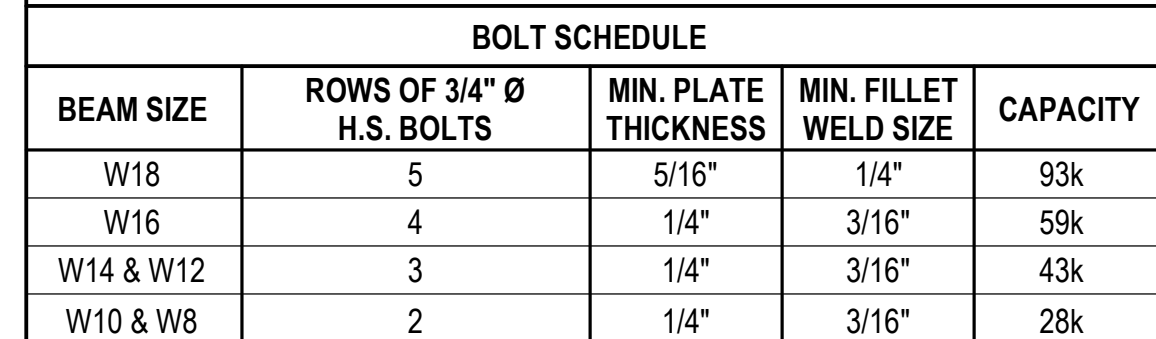 BOLT SCHEDULE
BEAM SIZE ROWS OF 3/4" Ø H.S. BOLTS MIN. PLATE THICKNESS MIN. FILLET WELD SIZE CAPACITY
W18 5 5/16" 1/4" 93k
W16 4 1/4" 3/16" 59k
W14 & W12 3 1/4" 3/16" 43k
W10 & W8 2 1/4" 3/16" 28k